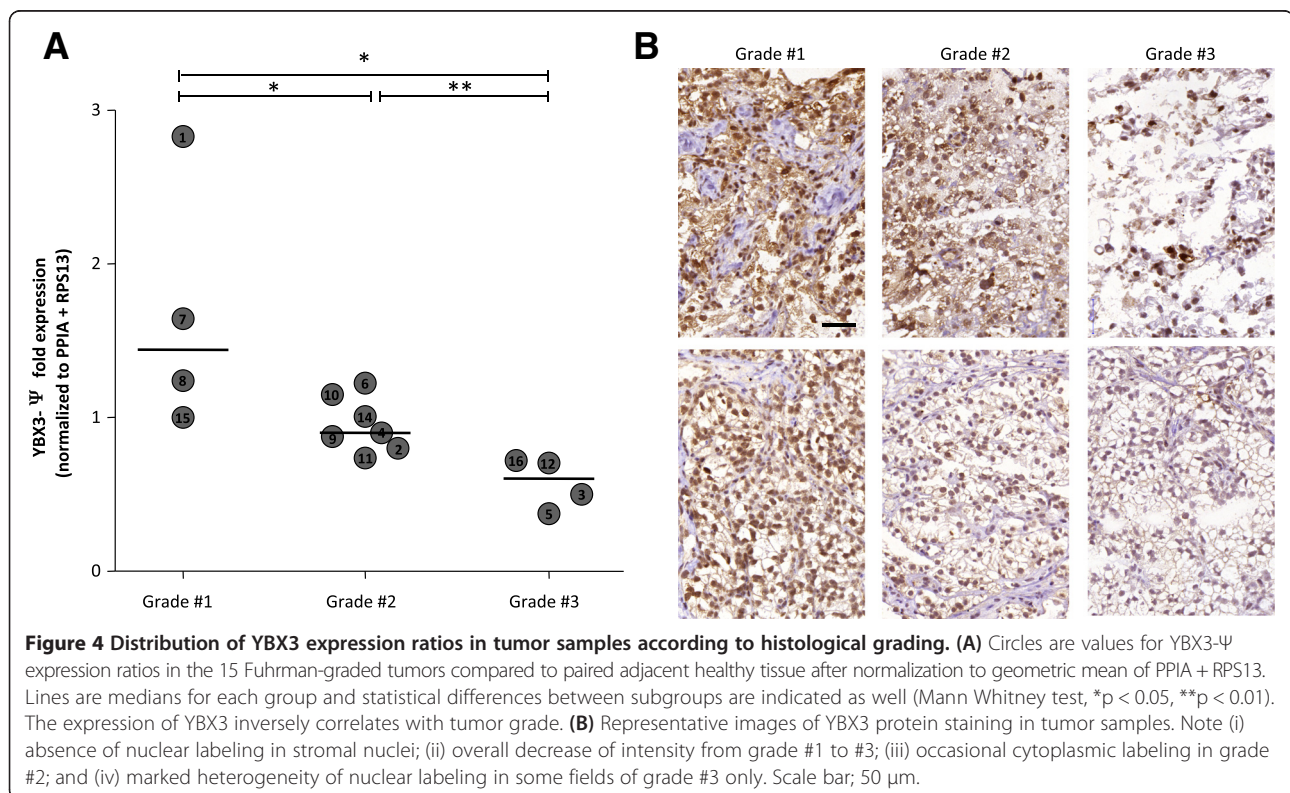 A
B
Grade #1
Grade #2
Grade #3
*
*
**
3
2
1
0
YBX3- Ψ fold expression
(normalized to PPIA + RPS13)
1
7
8
15
6
10
14
4
9
2
11
16
12
3
5
Grade #1
Grade #2
Grade #3
Figure 4 Distribution of YBX3 expression ratios in tumor samples according to histological grading. (A) Circles are values for YBX3-Ψ
expression ratios in the 15 Fuhrman-graded tumors compared to paired adjacent healthy tissue after normalization to geometric mean of PPIA + RPS13.
Lines are medians for each group and statistical differences between subgroups are indicated as well (Mann Whitney test, *p < 0.05, **p < 0.01).
The expression of YBX3 inversely correlates with tumor grade. (B) Representative images of YBX3 protein staining in tumor samples. Note (i)
absence of nuclear labeling in stromal nuclei; (ii) overall decrease of intensity from grade #1 to #3; (iii) occasional cytoplasmic labeling in grade
#2; and (iv) marked heterogeneity of nuclear labeling in some fields of grade #3 only. Scale bar; 50 μm.